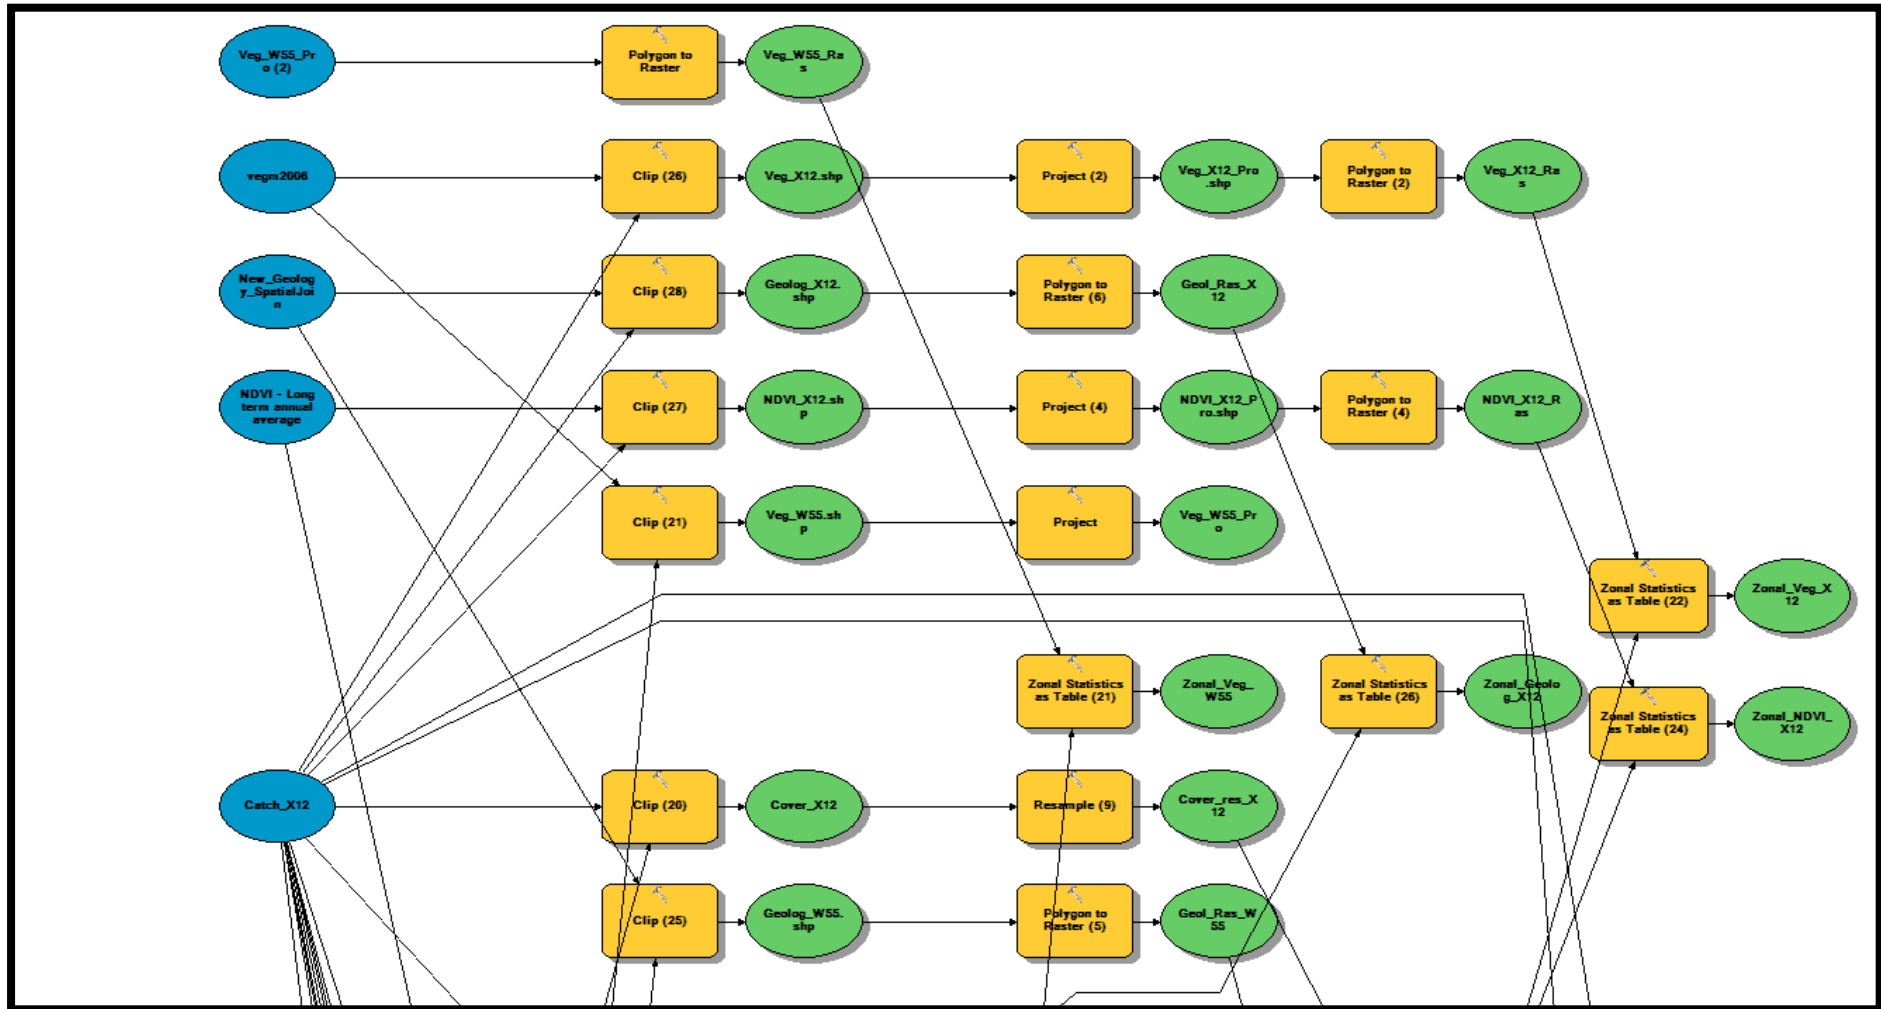 Veg_W55_Pr
o (2)
Polygon to
Raster
Veg_W55_Ra
s
vegm2006
Clip (26)
Veg_X12.shp
Project (2)
Veg_X12_Pro
.shp
Polygon to
Raster (2)
Veg_X12_Ra
s
New_Geolog
y_SpatialJoi
n
Clip (28)
Geolog_X12.
shp
Polygon to
Raster (6)
Geol_Ras_X
12
NDVI - Long
term annual
average
Clip (27)
NDVI_X12.sh
p
Project (4)
NDVI_X12_P
ro.shp
Polygon to
Raster (4)
NDVI_X12_R
as
Clip (21)
Veg_W55.sh
p
Project
Veg_W55_Pr
o
Zonal Statistics
as Table (22)
Zonal_Veg_X
12
Zonal Statistics
as Table (21)
Zonal_Veg_
W55
Zonal Statistics
as Table (26)
Zonal_Geolo
g_X12
Zonal Statistics
as Table (24)
Zonal_NDVI_
X12
Catch_X12
Clip (20)
Cover_X12
Resample (9)
Cover_res_X
12
Clip (25)
Geolog_W55.
shp
Polygon to
Raster (5)
Geol_Ras_W
55